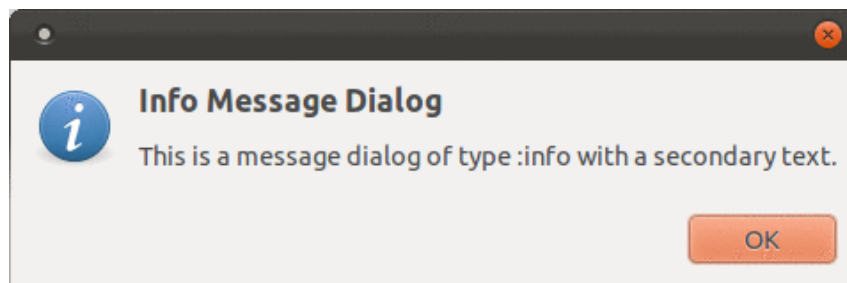 Info Message Dialog
This is a message dialog of type :info with a secondary text.
OK